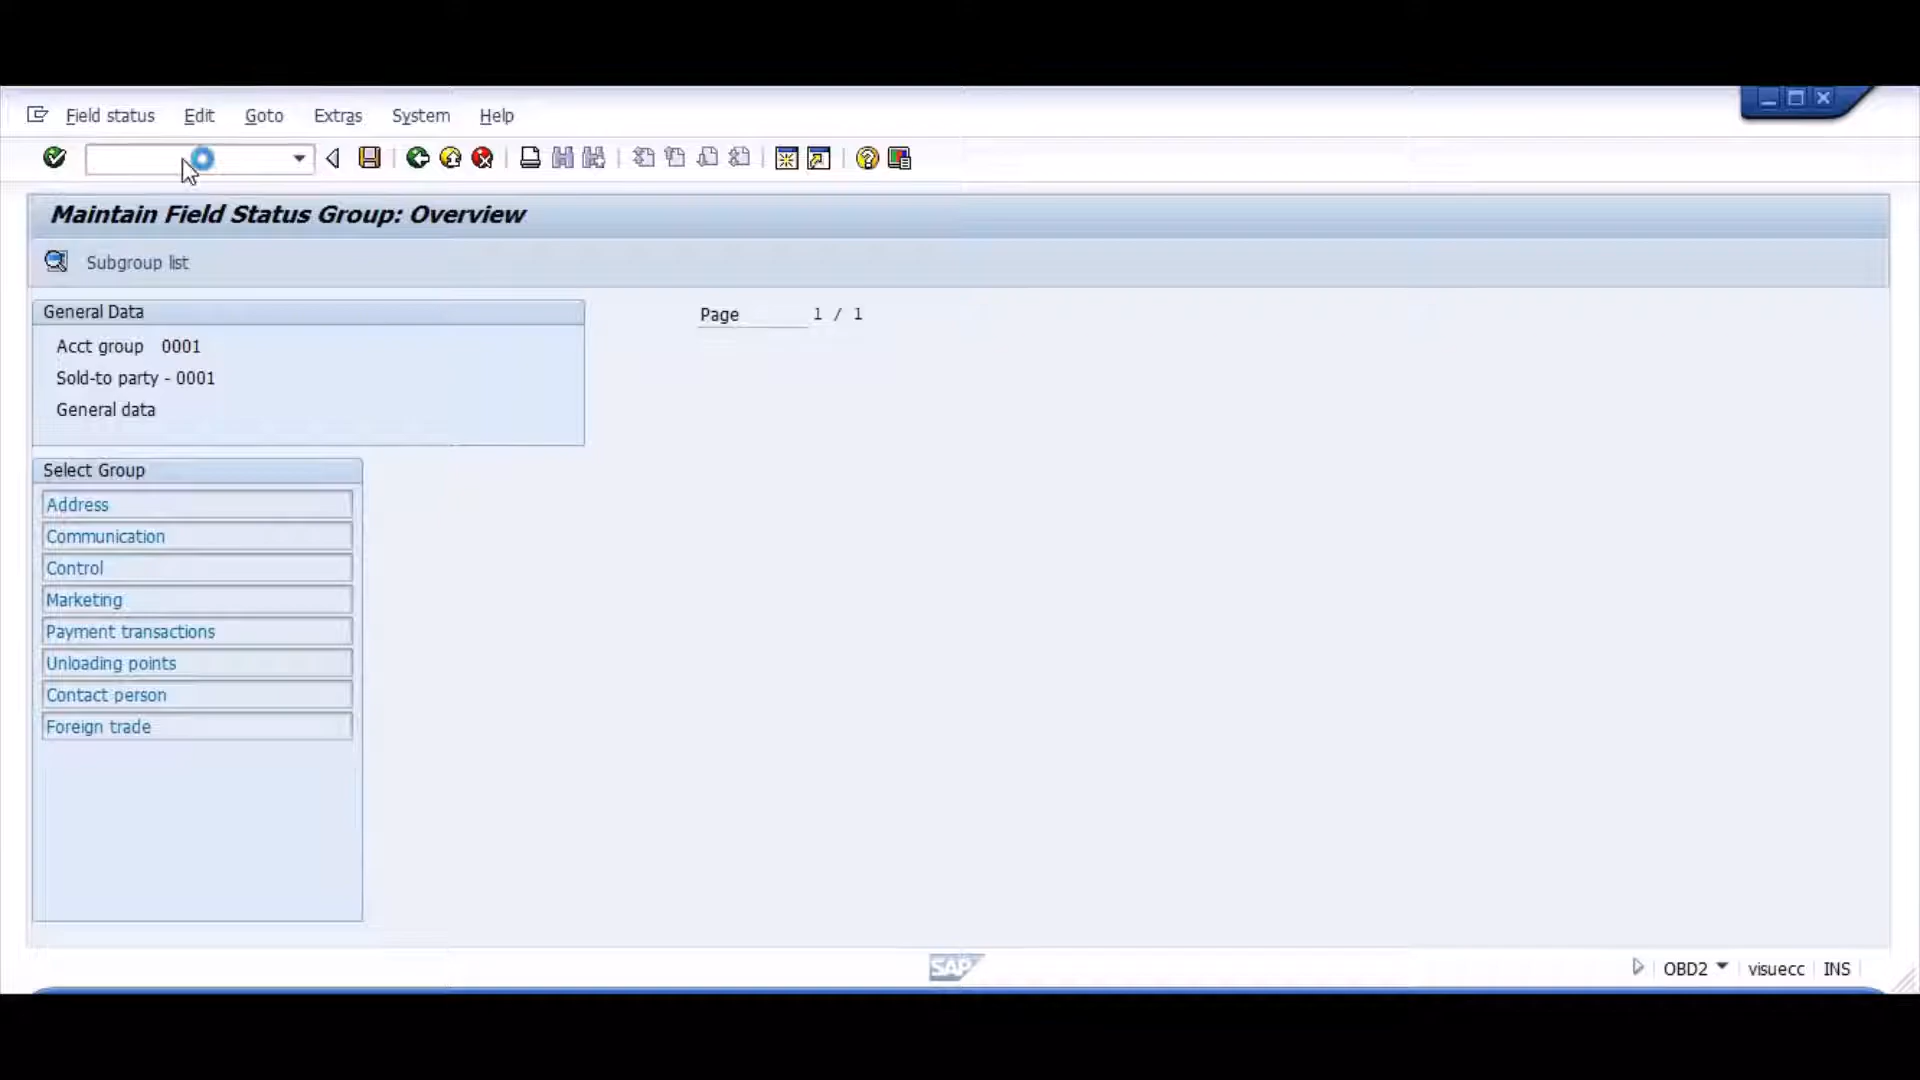 Field status Edit Goto Extras System Help
Maintain Field Status Group: Overview
Subgroup list
General Data
Acct group 0001
Sold-to party - 0001
General data
Page 1 / 1
Select Group
Address
Communication
Control
Marketing
Payment transactions
Unloading points
Contact person
Foreign trade
SAP
OBD2 visuecc INS